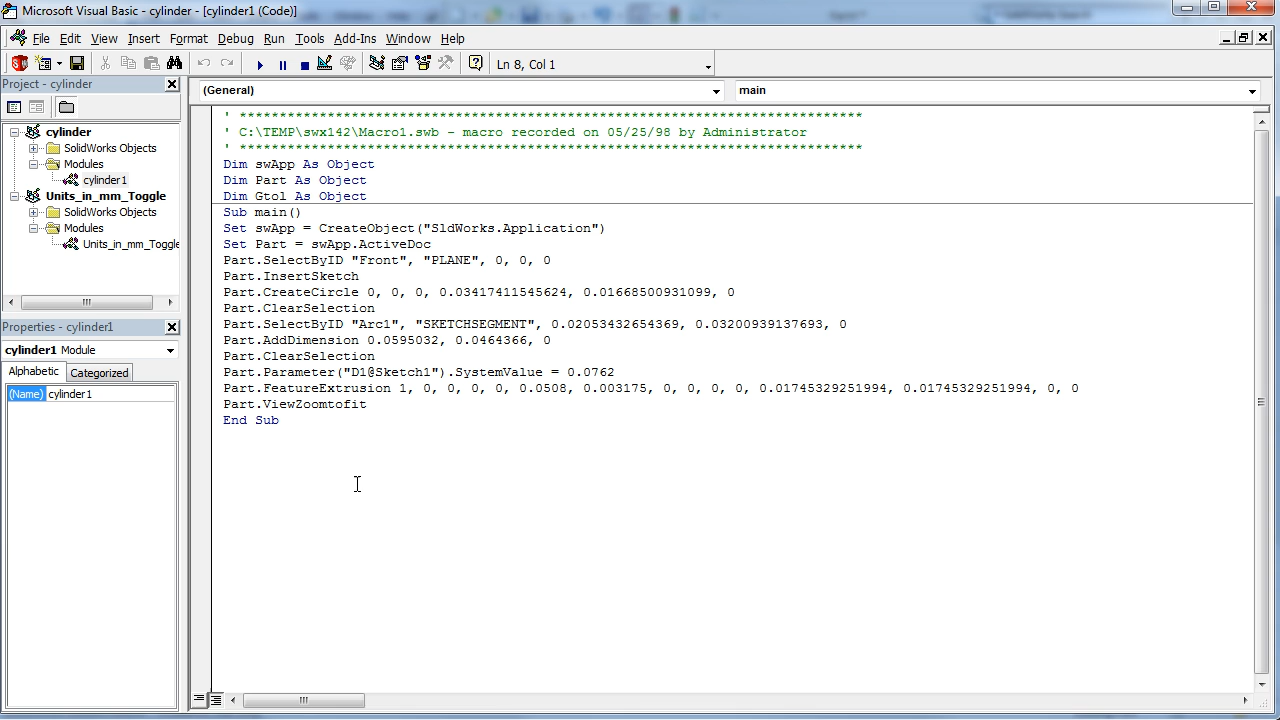 Microsoft Visual Basic - cylinder - [cylinder1 (Code)]
File Edit View Insert Format Debug Run Tools Add-Ins Window Help
Ln 8, Col 1
Project - cylinder
(General)
main
cylinder
SolidWorks Objects
Modules
cylinder1
Units_in_mm_Toggle
SolidWorks Objects
Modules
Units_in_mm_Toggle
Properties - cylinder1
cylinder1 Module
Alphabetic Categorized
(Name) cylinder1
' ******************************************************************************
' C:\TEMP\swx142\Macro1.swb - macro recorded on 05/25/98 by Administrator
' ******************************************************************************
Dim swApp As Object
Dim Part As Object
Dim Gtol As Object
Sub main()
Set swApp = CreateObject("SldWorks.Application")
Set Part = swApp.ActiveDoc
Part.SelectByID "Front", "PLANE", 0, 0, 0
Part.InsertSketch
Part.CreateCircle 0, 0, 0, 0.03417411545624, 0.01668500931099, 0
Part.ClearSelection
Part.SelectByID "Arc1", "SKETCHSEGMENT", 0.02053432654369, 0.03200939137693, 0
Part.AddDimension 0.0595032, 0.0464366, 0
Part.ClearSelection
Part.Parameter("D1@Sketch1").SystemValue = 0.0762
Part.FeatureExtrusion 1, 0, 0, 0, 0, 0.0508, 0.003175, 0, 0, 0, 0, 0.01745329251994, 0.01745329251994, 0, 0
Part.ViewZoomtofit
End Sub